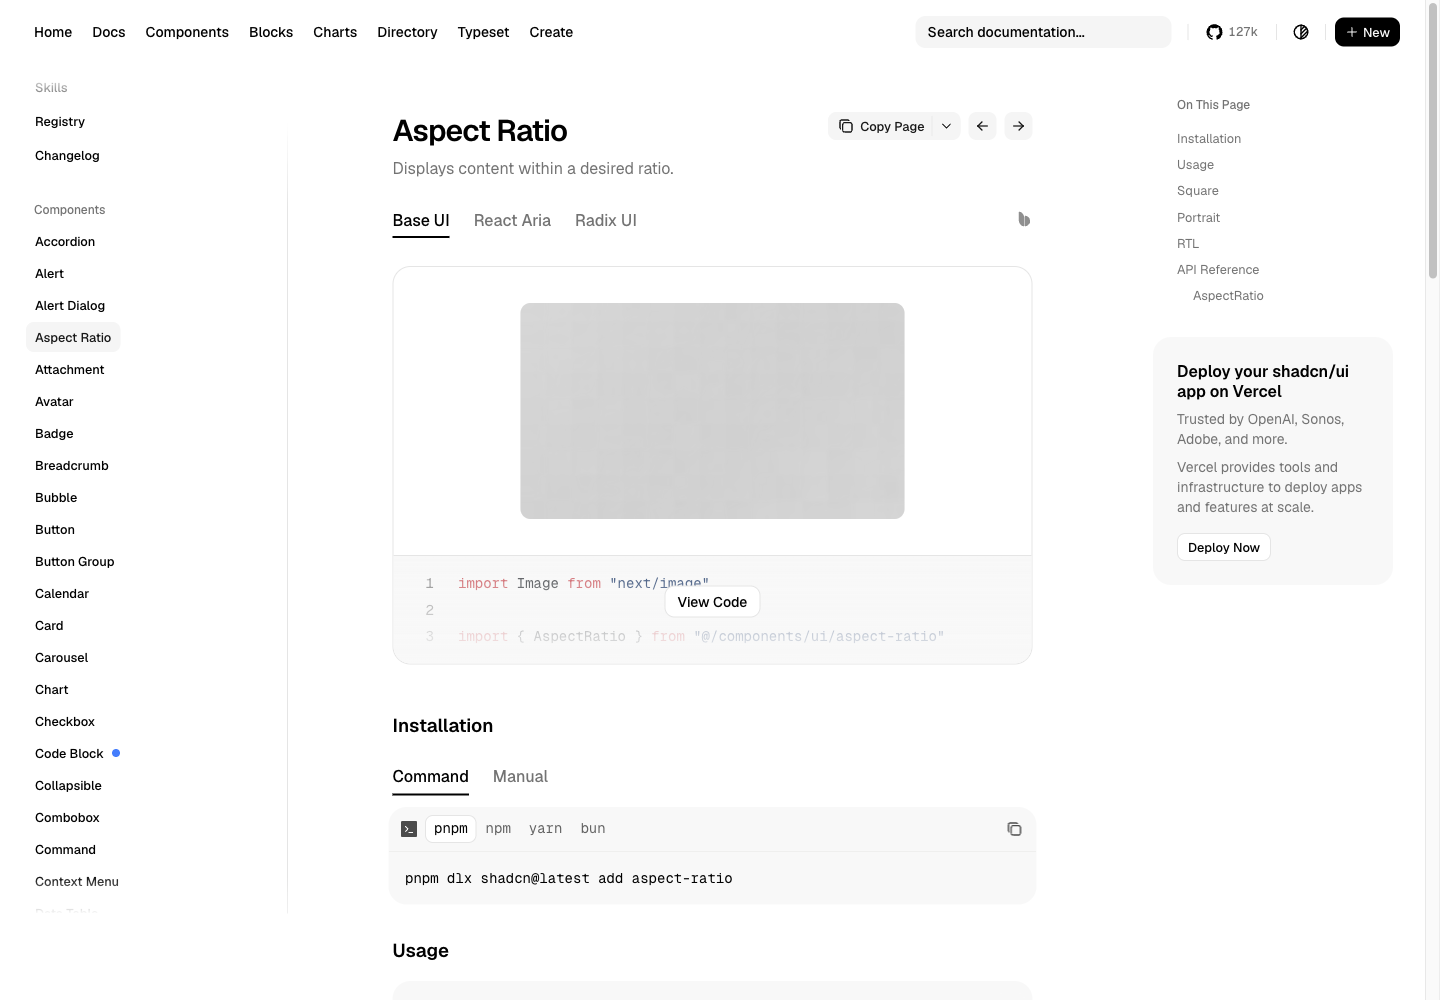 Home Docs Components Blocks Charts Directory Typeset Create
Search documentation...
127k
New
Skills
Registry
Changelog
Components
Accordion
Alert
Alert Dialog
Aspect Ratio
Attachment
Avatar
Badge
Breadcrumb
Bubble
Button
Button Group
Calendar
Card
Carousel
Chart
Checkbox
Code Block
Collapsible
Combobox
Command
Context Menu
Aspect Ratio
Copy Page
Displays content within a desired ratio.
Base UI React Aria Radix UI
1 import Image from "next/image"
2
View Code
3 import { AspectRatio } from "@/components/ui/aspect-ratio"
Installation
Command Manual
pnpm npm yarn bun
pnpm dlx shadcn@latest add aspect-ratio
Usage
On This Page
Installation
Usage
Square
Portrait
RTL
API Reference
AspectRatio
Deploy your shadcn/ui
app on Vercel
Trusted by OpenAI, Sonos,
Adobe, and more.
Vercel provides tools and
infrastructure to deploy apps
and features at scale.
Deploy Now